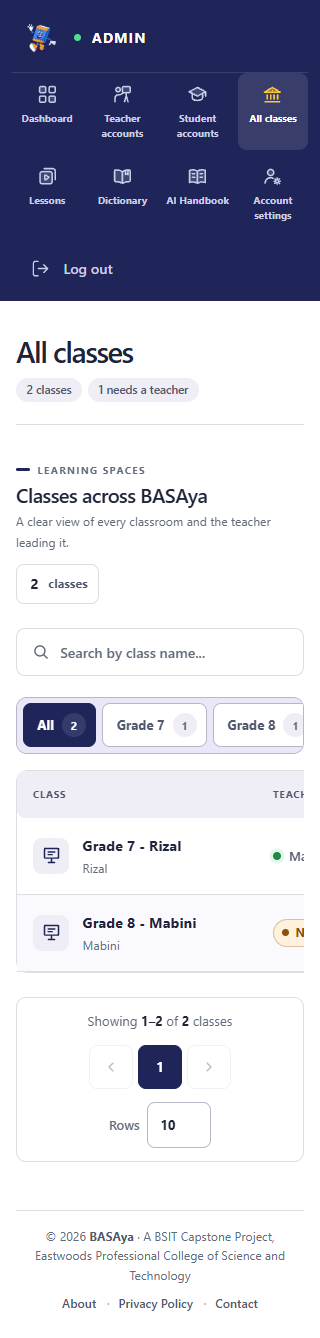 ADMIN
Dashboard
Teacher accounts
Student accounts
All classes
Lessons
Dictionary
AI Handbook
Account settings
Log out
All classes
2 classes
1 needs a teacher
LEARNING SPACES
Classes across BASAya
A clear view of every classroom and the teacher
leading it.
2 classes
Search by class name...
All 2
Grade 7 1
Grade 8 1
CLASS
Grade 7 - Rizal
Rizal
Grade 8 - Mabini
Mabini
Showing 1–2 of 2 classes
1
Rows 10
© 2026 BASAya · A BSIT Capstone Project,
Eastwoods Professional College of Science and
Technology
About · Privacy Policy · Contact